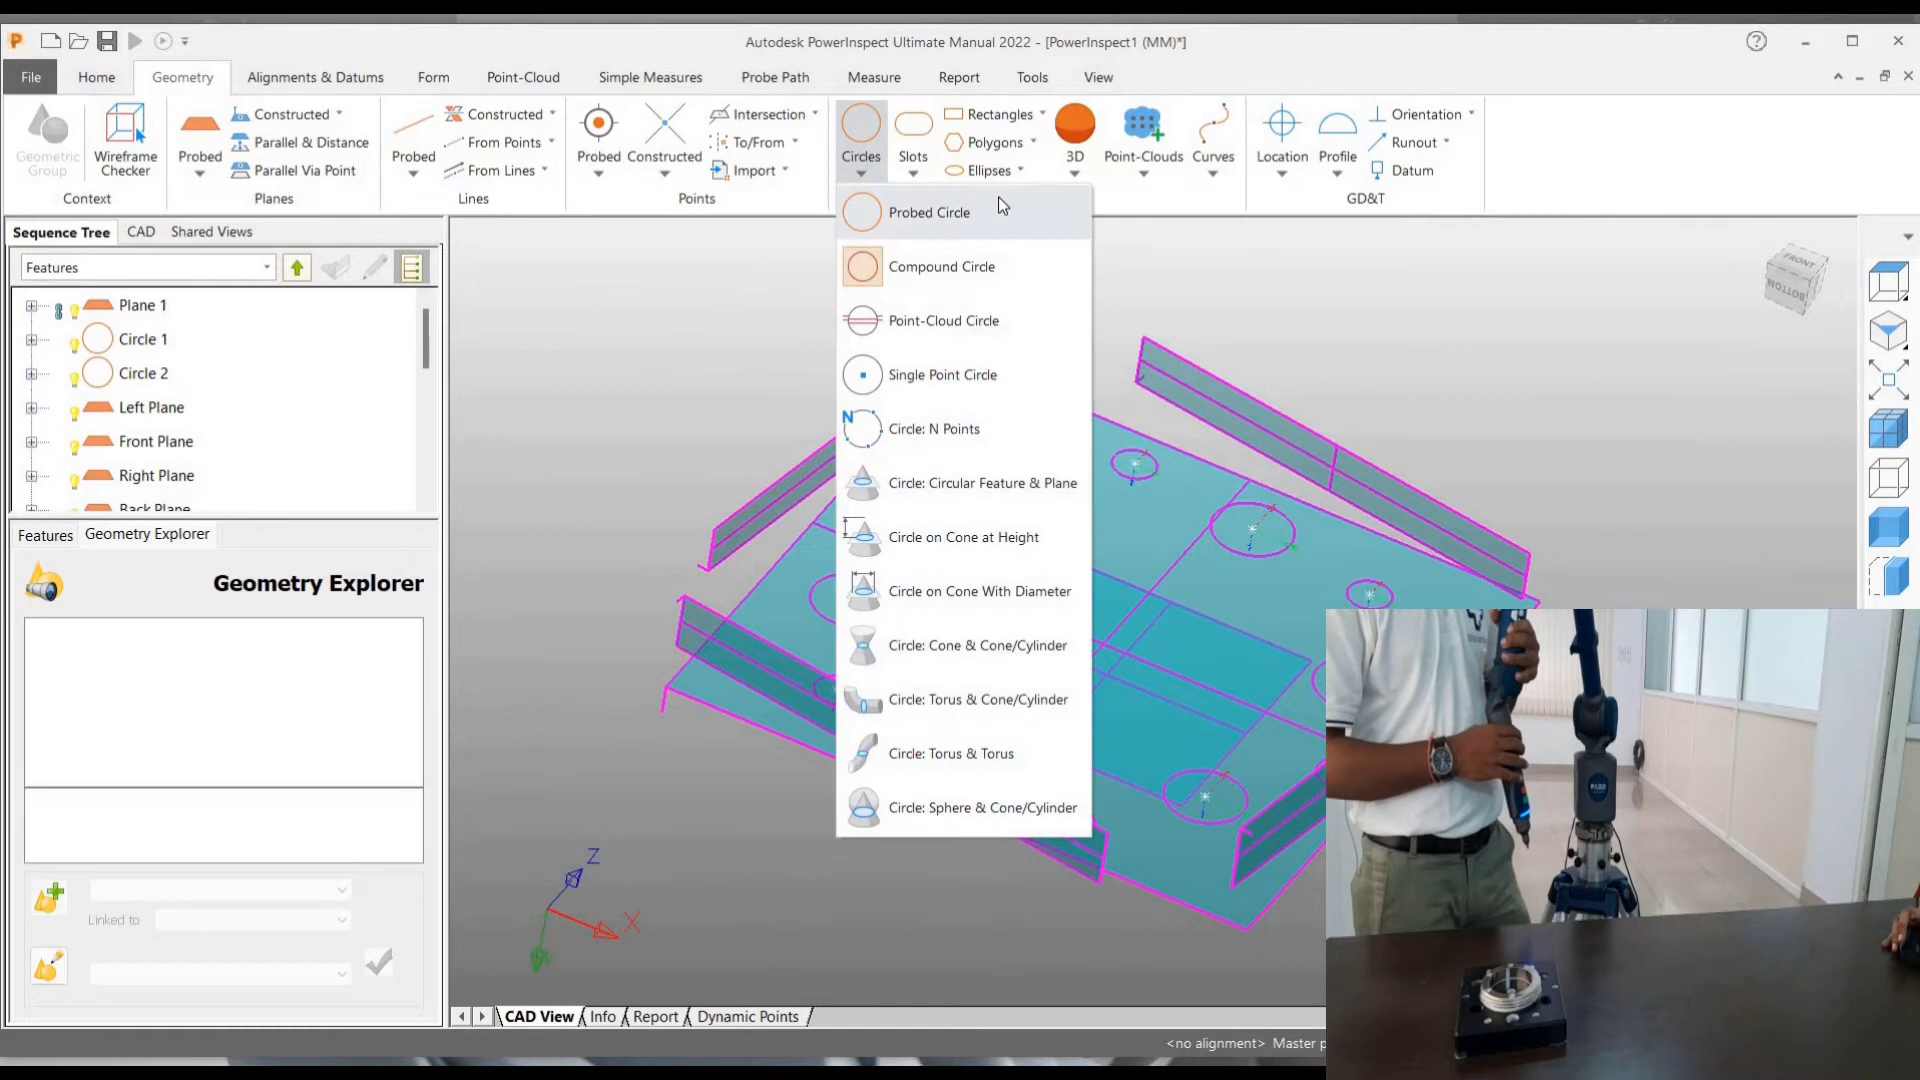 Autodesk PowerInspect Ultimate Manual 2022 - [PowerInspect1 (MM)*]
File Home Geometry Alignments & Datums Form Point-Cloud Simple Measures Probe Path Measure Report Tools View
Geometric Group
Wireframe Checker
Context
Probed
Constructed
Parallel & Distance
Parallel Via Point
Planes
Probed
Constructed
From Points
From Lines
Lines
Probed
Constructed
Intersection
To/From
Import
Points
Circles
Slots
Rectangles
Polygons
Ellipses
3D
Point-Clouds
Curves
Location
Profile
Orientation
Runout
Datum
GD&T
Sequence Tree CAD Shared Views
Features
Plane 1
Circle 1
Circle 2
Left Plane
Front Plane
Right Plane
Back Plane
Features Geometry Explorer
Geometry Explorer
Linked to
Probed Circle
Compound Circle
Point-Cloud Circle
Single Point Circle
N
Circle: N Points
Circle: Circular Feature & Plane
Circle on Cone at Height
Circle on Cone With Diameter
Circle: Cone & Cone/Cylinder
Circle: Torus & Cone/Cylinder
Circle: Torus & Torus
Circle: Sphere & Cone/Cylinder
FRONT
BOTTOM
Z
X
FARO
CAD View Info Report Dynamic Points
<no alignment> Master p